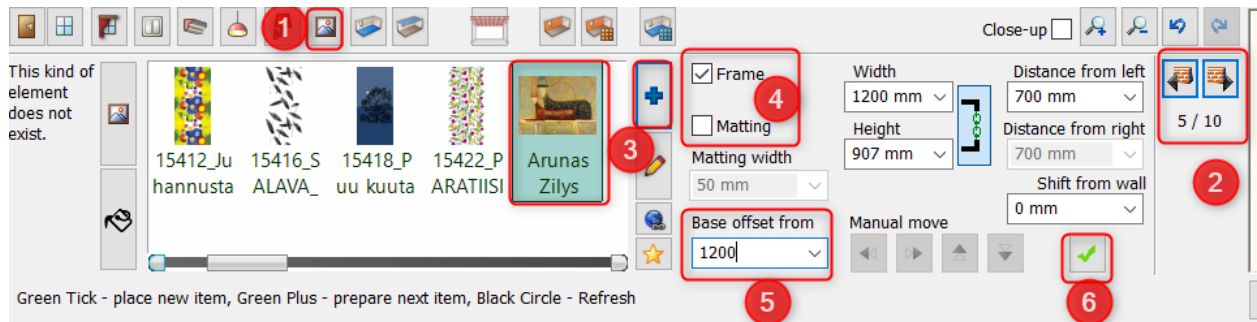 1
Close-up
This kind of
element
does not
exist.
15412_Ju
hannusta
15416_S
ALAVA_
15418_P
uu kuuta
15422_P
ARATIISI
Arunas
Zilys
3
Frame
4
Matting
Matting width
50 mm
Base offset from
1200
5
Width
1200 mm
Height
907 mm
Manual move
Distance from left
700 mm
Distance from right
700 mm
Shift from wall
0 mm
6
5 / 10
2
Green Tick - place new item, Green Plus - prepare next item, Black Circle - Refresh